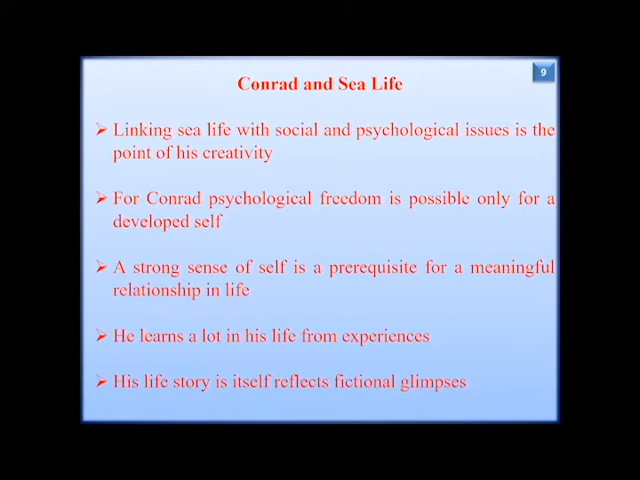 9
Conrad and Sea Life
➢ Linking sea life with social and psychological issues is the
point of his creativity
➢ For Conrad psychological freedom is possible only for a
developed self
➢ A strong sense of self is a prerequisite for a meaningful
relationship in life
➢ He learns a lot in his life from experiences
➢ His life story is itself reflects fictional glimpses